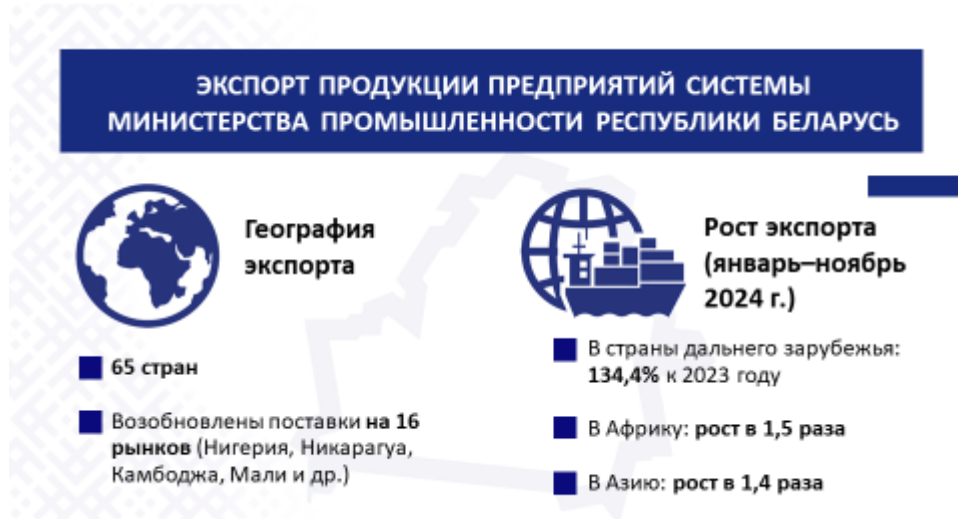 ЭКСПОРТ ПРОДУКЦИИ ПРЕДПРИЯТИЙ СИСТЕМЫ
МИНИСТЕРСТВА ПРОМЫШЛЕННОСТИ РЕСПУБЛИКИ БЕЛАРУСЬ
География
экспорта
65 стран
Возобновлены поставки на 16
рынков (Нигерия, Никарагуа,
Камбоджа, Мали и др.)
Рост экспорта
(январь–ноябрь
2024 г.)
В страны дальнего зарубежья:
134,4% к 2023 году
В Африку: рост в 1,5 раза
В Азию: рост в 1,4 раза